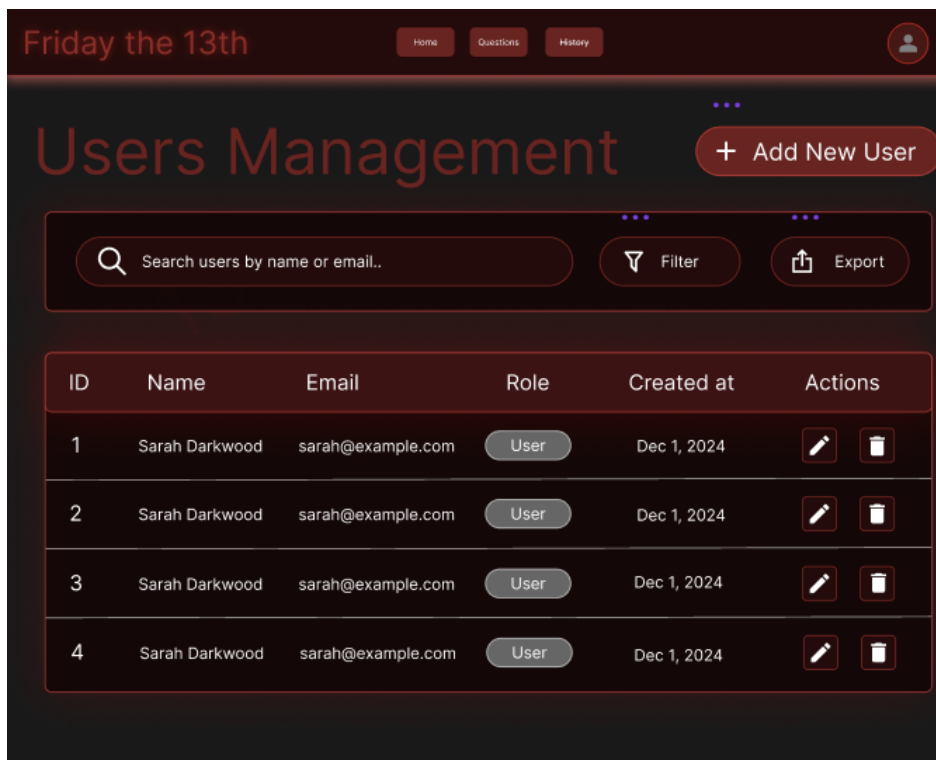 Friday the 13th Home Questions History
Users Management + Add New User
Search users by name or email.. Filter Export
ID Name Email Role Created at Actions
1 Sarah Darkwood sarah@example.com User Dec 1, 2024
2 Sarah Darkwood sarah@example.com User Dec 1, 2024
3 Sarah Darkwood sarah@example.com User Dec 1, 2024
4 Sarah Darkwood sarah@example.com User Dec 1, 2024